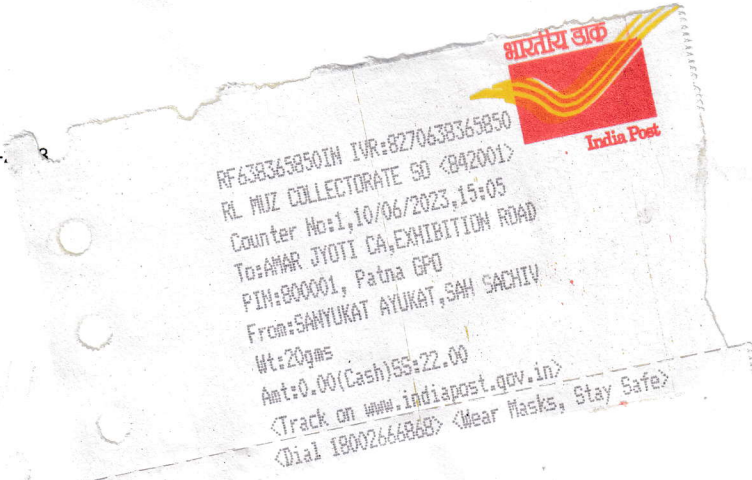 भारतीय डाक
India Post
RF638365850IN IVR:8270638365850
RL MUZ COLLECTORATE SO <842001>
Counter No:1,10/06/2023,15:05
To:AMAR JYOTI CA,EXHIBITION ROAD
PIN:800001, Patna GPO
From:SANYUKAT AYUKAT,SAH SACHIV
Wt:20gms
Amt:0.00(Cash)SS:22.00
<Track on www.indiapost.gov.in>
<Dial 18002666868> <Wear Masks, Stay Safe>